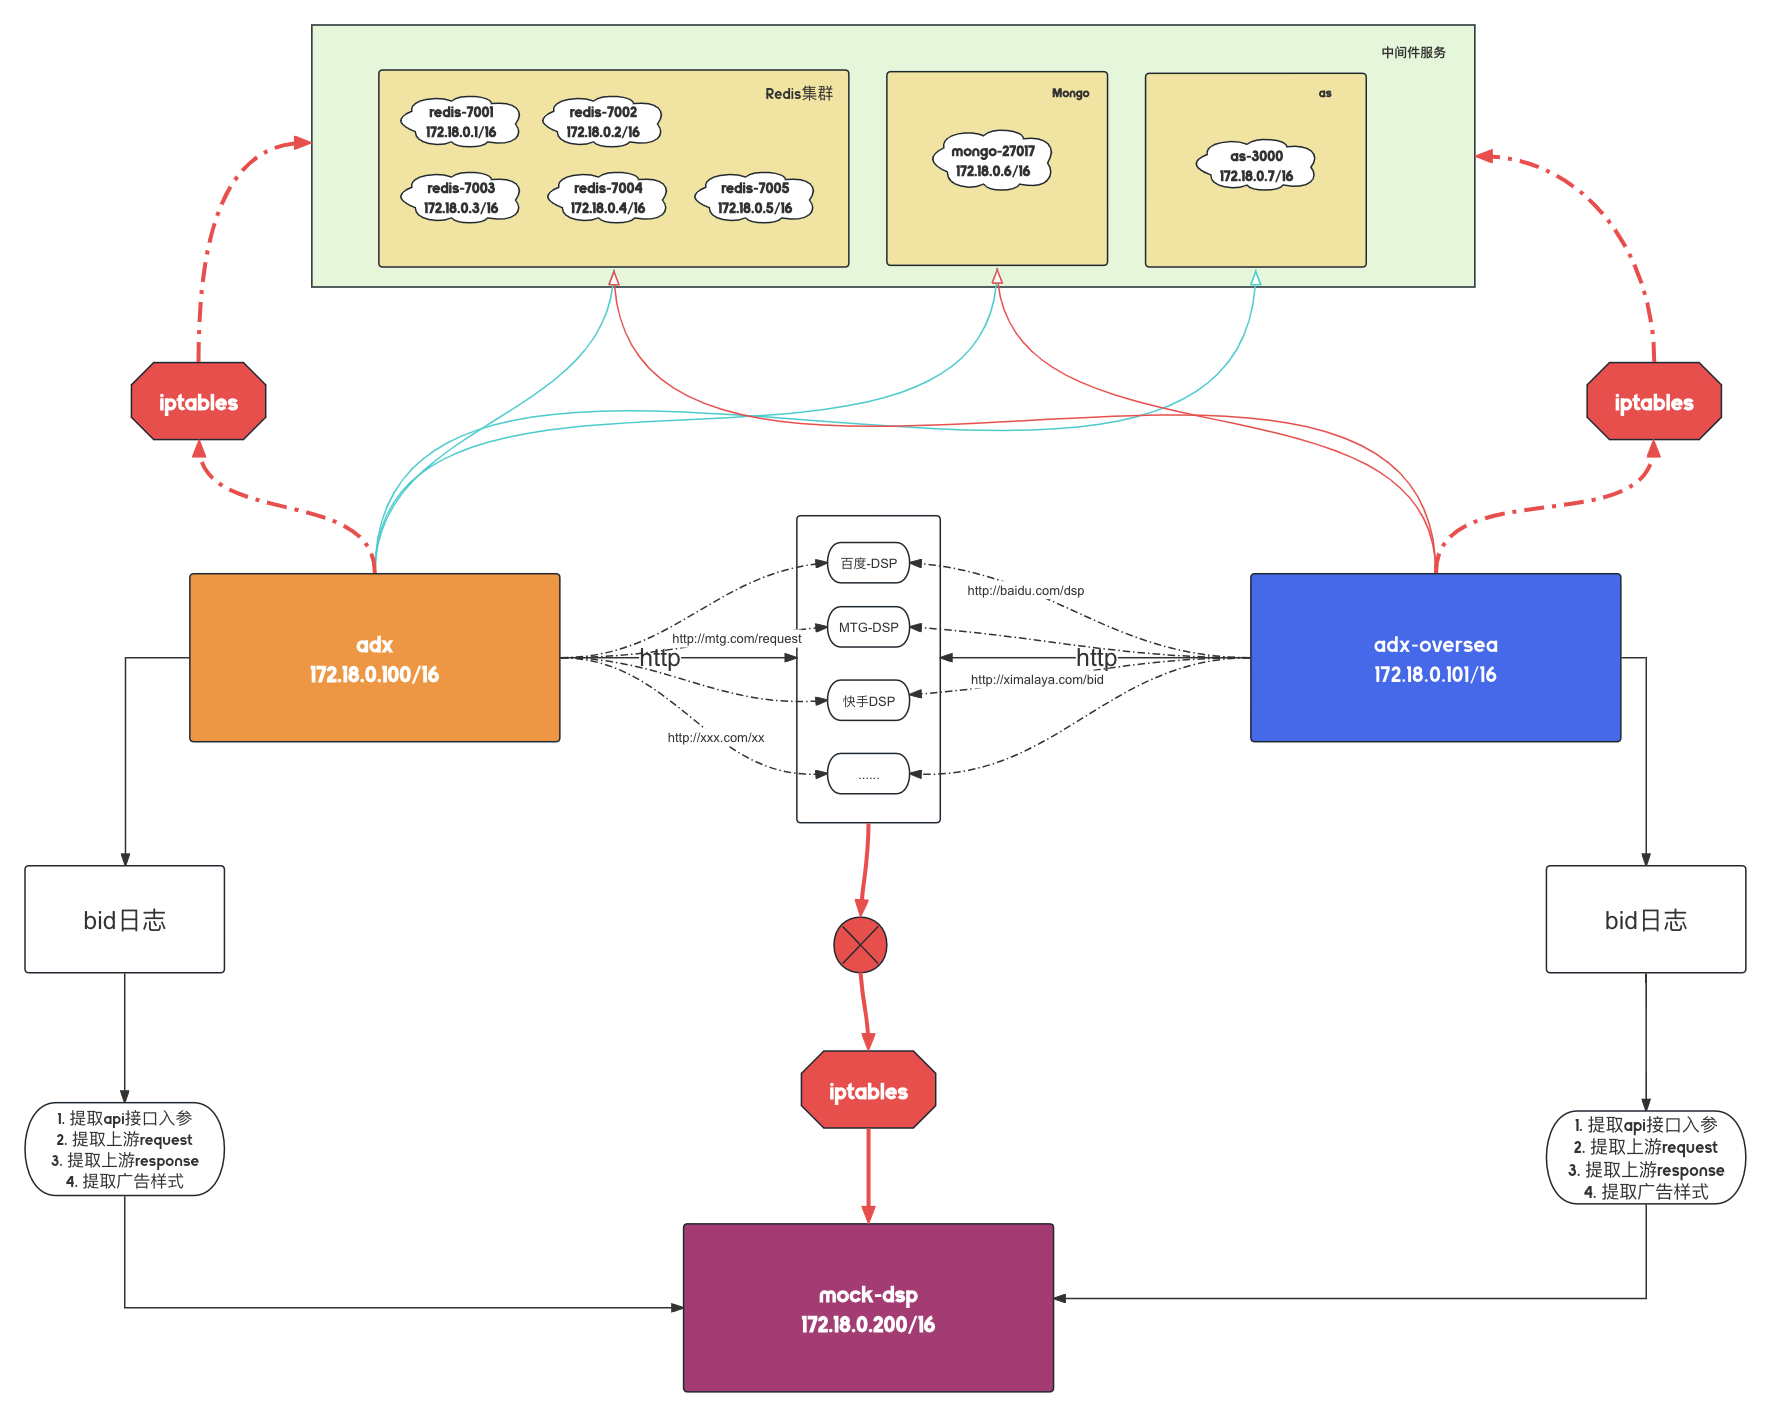 中间件服务
Redis集群
redis-7001
172.18.0.1/16
redis-7002
172.18.0.2/16
redis-7003
172.18.0.3/16
redis-7004
172.18.0.4/16
redis-7005
172.18.0.5/16
Mongo
mongo-27017
172.18.0.6/16
as
as-3000
172.18.0.7/16
iptables
iptables
adx
172.18.0.100/16
http://mtg.com/request
http
http://xxx.com/xx
百度-DSP
MTG-DSP
快手DSP
......
http://baidu.com/dsp
http
http://ximalaya.com/bid
adx-oversea
172.18.0.101/16
bid日志
bid日志
iptables
1. 提取api接口入参
2. 提取上游request
3. 提取上游response
4. 提取广告样式
1. 提取api接口入参
2. 提取上游request
3. 提取上游response
4. 提取广告样式
mock-dsp
172.18.0.200/16